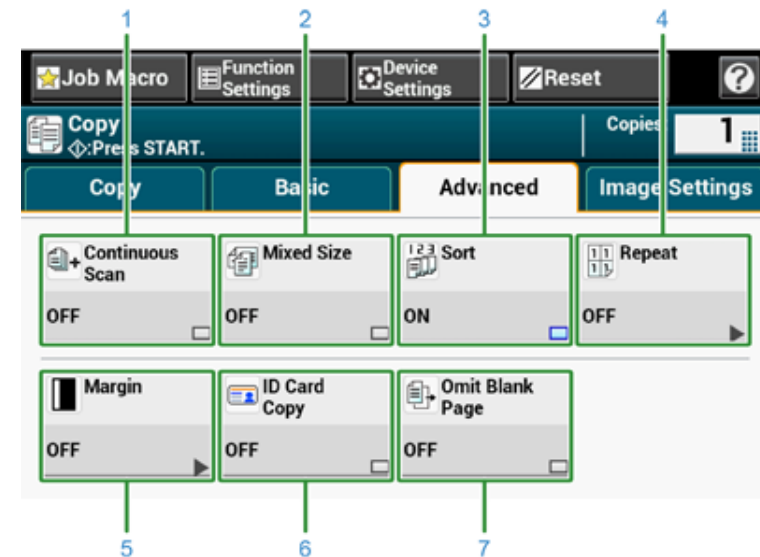 1 2 3 4
Job Macro Function Settings Device Settings Reset ?
Copy Copies: 1
:Press START.
Copy Basic Advanced Image Settings
Continuous Scan Mixed Size Sort Repeat
OFF OFF ON OFF
Margin ID Card Copy Omit Blank Page
OFF OFF OFF
5 6 7